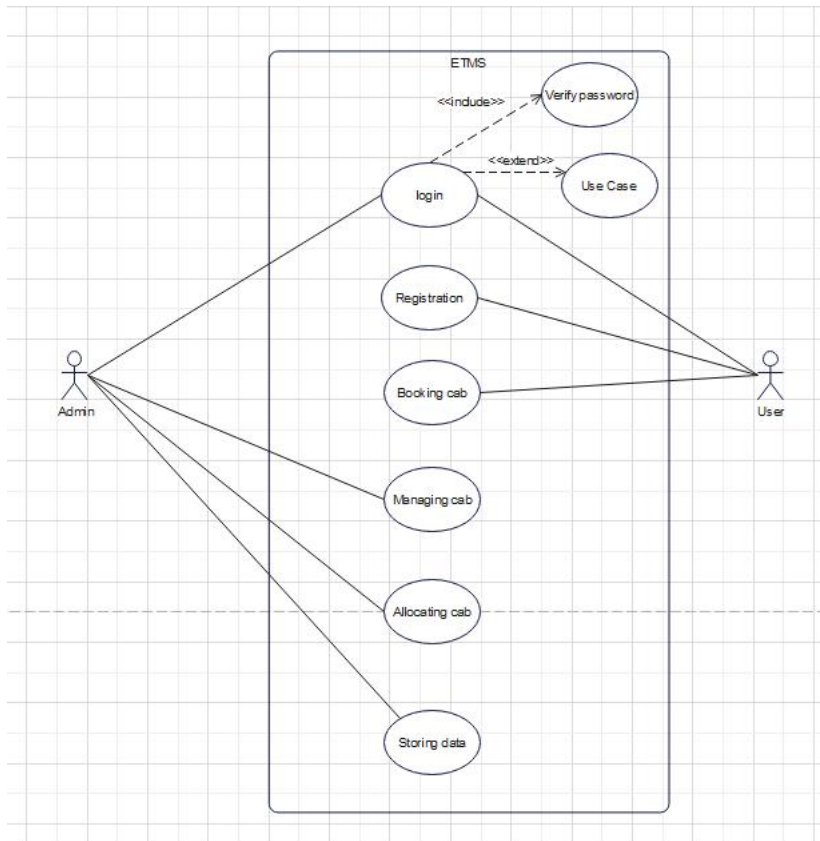 ETMS
<<include>>
Verify password
<<extend>>
Use Case
login
Registration
Booking cab
Admin
User
Managing cab
Allocating cab
Storing data